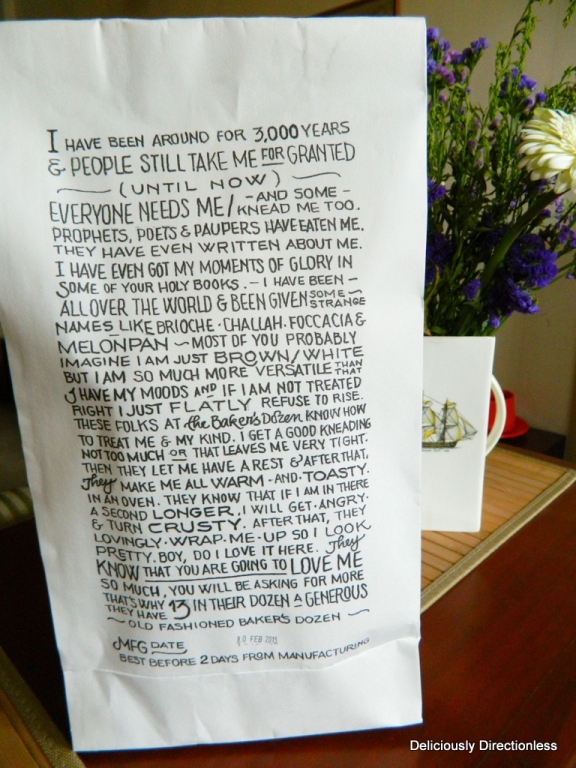 I HAVE BEEN AROUND FOR 3,000 YEARS
& PEOPLE STILL TAKE ME FOR GRANTED
(UNTIL NOW)
EVERYONE NEEDS ME/ - AND SOME -
KNEAD ME TOO.
PROPHETS, POETS & PAUPERS HAVE EATEN ME.
THEY HAVE EVEN WRITTEN ABOUT ME.
I HAVE EVEN GOT MY MOMENTS OF GLORY IN
SOME OF YOUR HOLY BOOKS. - I HAVE BEEN -
ALL OVER THE WORLD & BEEN GIVEN SOME ~
STRANGE
NAMES LIKE BRIOCHE · CHALLAH · FOCCACIA &
MELONPAN ~ MOST OF YOU PROBABLY
IMAGINE I AM JUST BROWN/WHITE
BUT I AM SO MUCH MORE VERSATILE THAN THAT
I HAVE MY MOODS AND IF I AM NOT TREATED
RIGHT I JUST FLATLY REFUSE TO RISE.
THESE FOLKS AT the Baker's Dozen KNOW HOW
TO TREAT ME & MY KIND. I GET A GOOD KNEADING
NOT TOO MUCH OR THAT LEAVES ME VERY TIGHT.
THEN THEY LET ME HAVE A REST & AFTER THAT,
They MAKE ME ALL WARM - AND - TOASTY.
IN AN OVEN. THEY KNOW THAT IF I AM IN THERE
A SECOND LONGER, I WILL GET · ANGRY ·
& TURN CRUSTY. AFTER THAT, THEY
LOVINGLY · WRAP · ME · UP SO I LOOK
PRETTY. BOY, DO I LOVE IT HERE. They
KNOW THAT YOU ARE GOING TO LOVE ME
SO MUCH, YOU WILL BE ASKING FOR MORE
THAT'S WHY THEY HAVE 13 IN THEIR DOZEN A GENEROUS
~ OLD FASHIONED BAKER'S DOZEN ~
MFG DATE 10 FEB 2015
BEST BEFORE 2 DAYS FROM MANUFACTURING
Deliciously Directionless